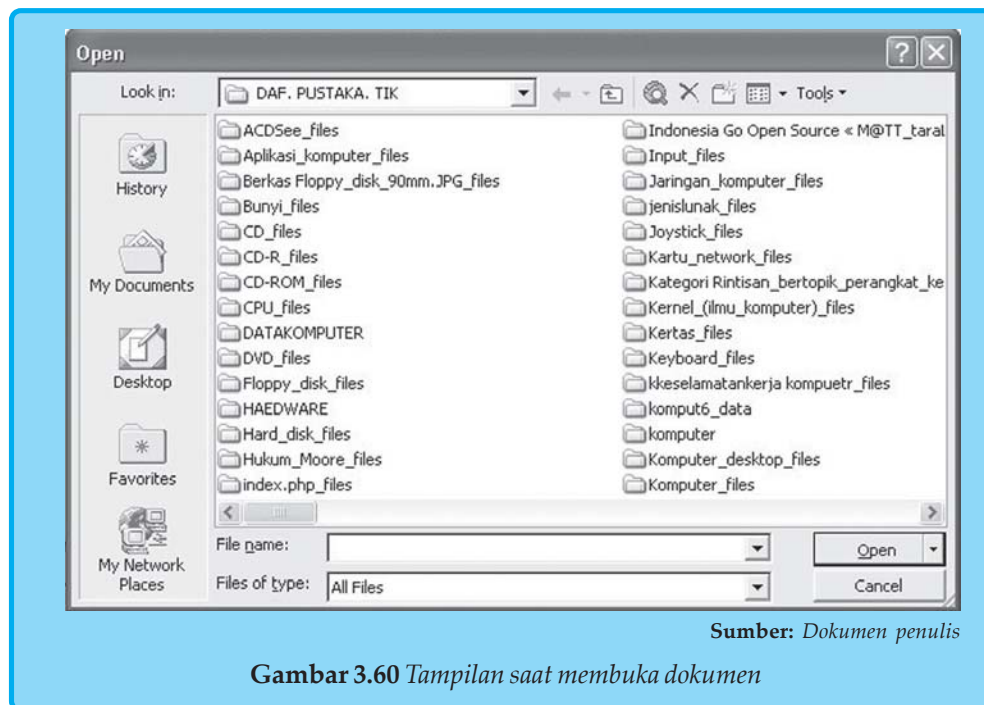 Open
Look in:
DAF. PUSTAKA. TIK
Tools
History
My Documents
Desktop
Favorites
My Network
Places
ACDSee_files
Aplikasi_komputer_files
Berkas Floppy_disk_90mm.JPG_files
Bunyi_files
CD_files
CD-R_files
CD-ROM_files
CPU_files
DATAKOMPUTER
DVD_files
Floppy_disk_files
HAEDWARE
Hard_disk_files
Hukum_Moore_files
index.php_files
Indonesia Go Open Source « M@TT_taral
Input_files
Jaringan_komputer_files
jenislunak_files
Joystick_files
Kartu_network_files
Kategori Rintisan_bertopik_perangkat_ke
Kernel_(ilmu_komputer)_files
Kertas_files
Keyboard_files
kkeselamatankerja kompuetr_files
komput6_data
komputer
Komputer_desktop_files
Komputer_files
File name:
Open
Files of type:
All Files
Cancel
Sumber: Dokumen penulis
Gambar 3.60 Tampilan saat membuka dokumen